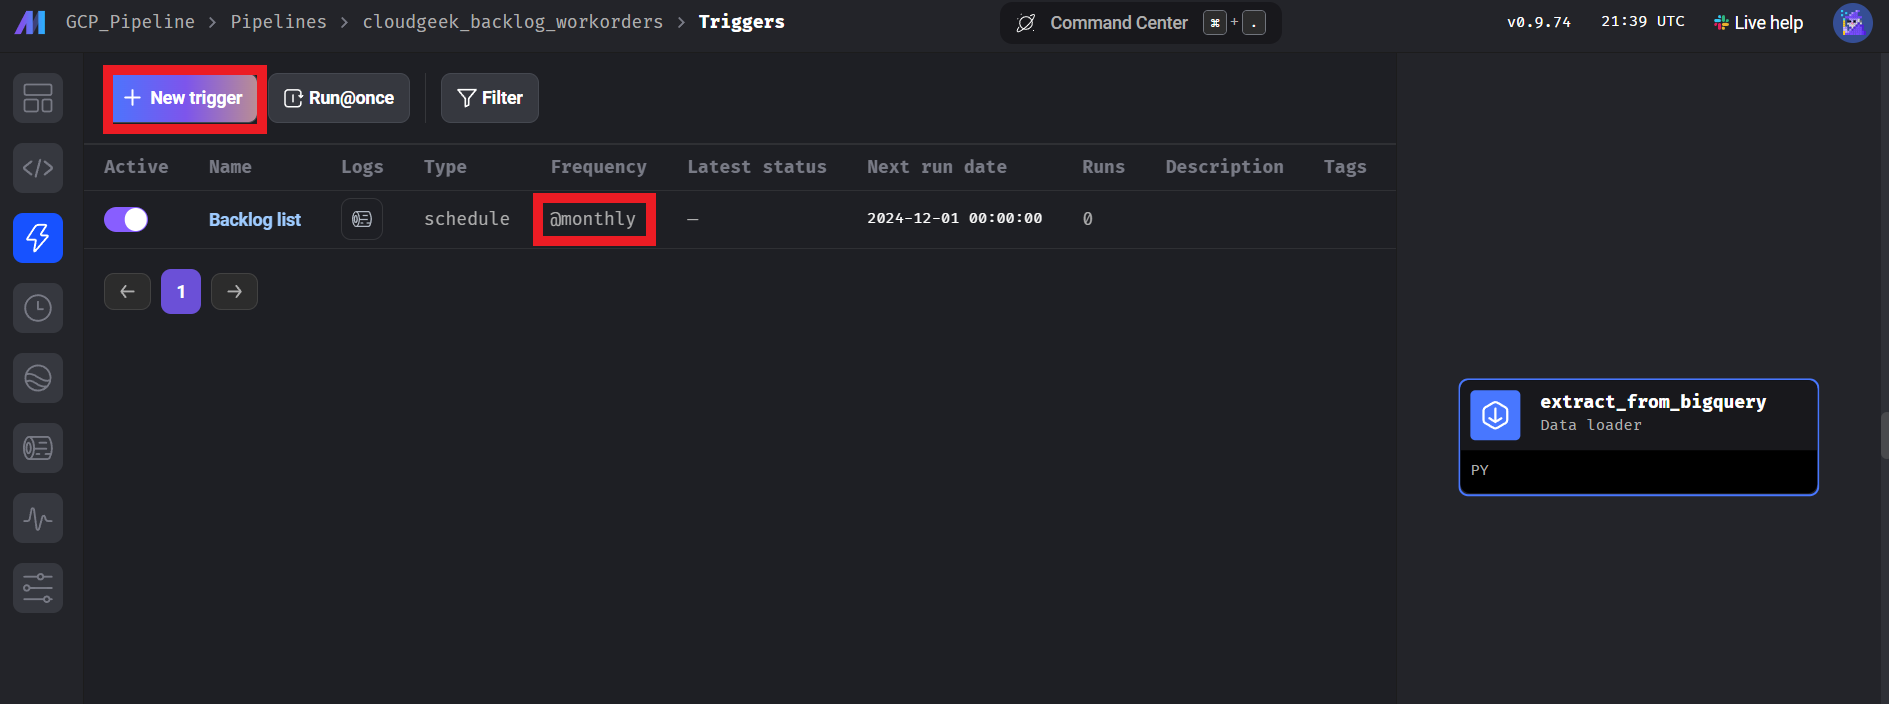 GCP_Pipeline > Pipelines > cloudgeek_backlog_workorders > Triggers
Command Center ⌘ + .
v0.9.74
21:39 UTC
Live help
+ New trigger
Run@once
Filter
Active Name Logs Type Frequency Latest status Next run date Runs Description Tags
Backlog list schedule @monthly — 2024-12-01 00:00:00 0
← 1 →
extract_from_bigquery
Data loader
PY